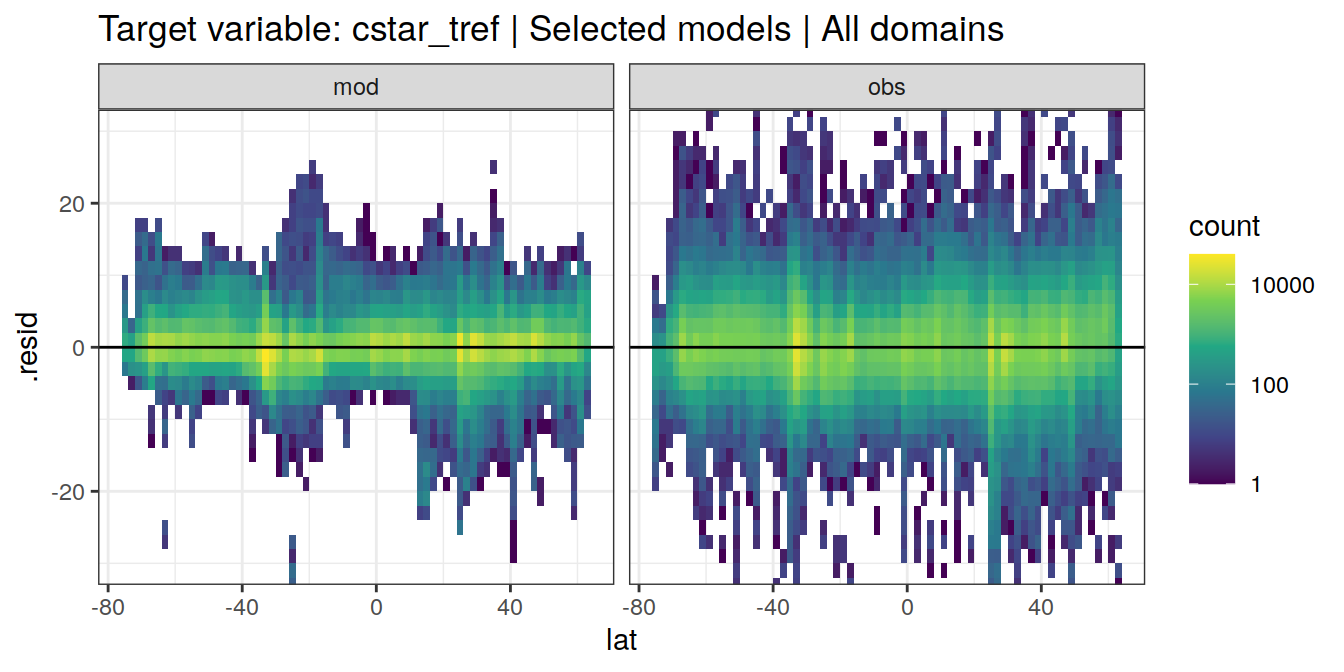 Target variable: cstar_tref | Selected models | All domains
mod
obs
.resid
20
0
-20
-80
-40
0
40
-80
-40
0
40
lat
count
10000
100
1